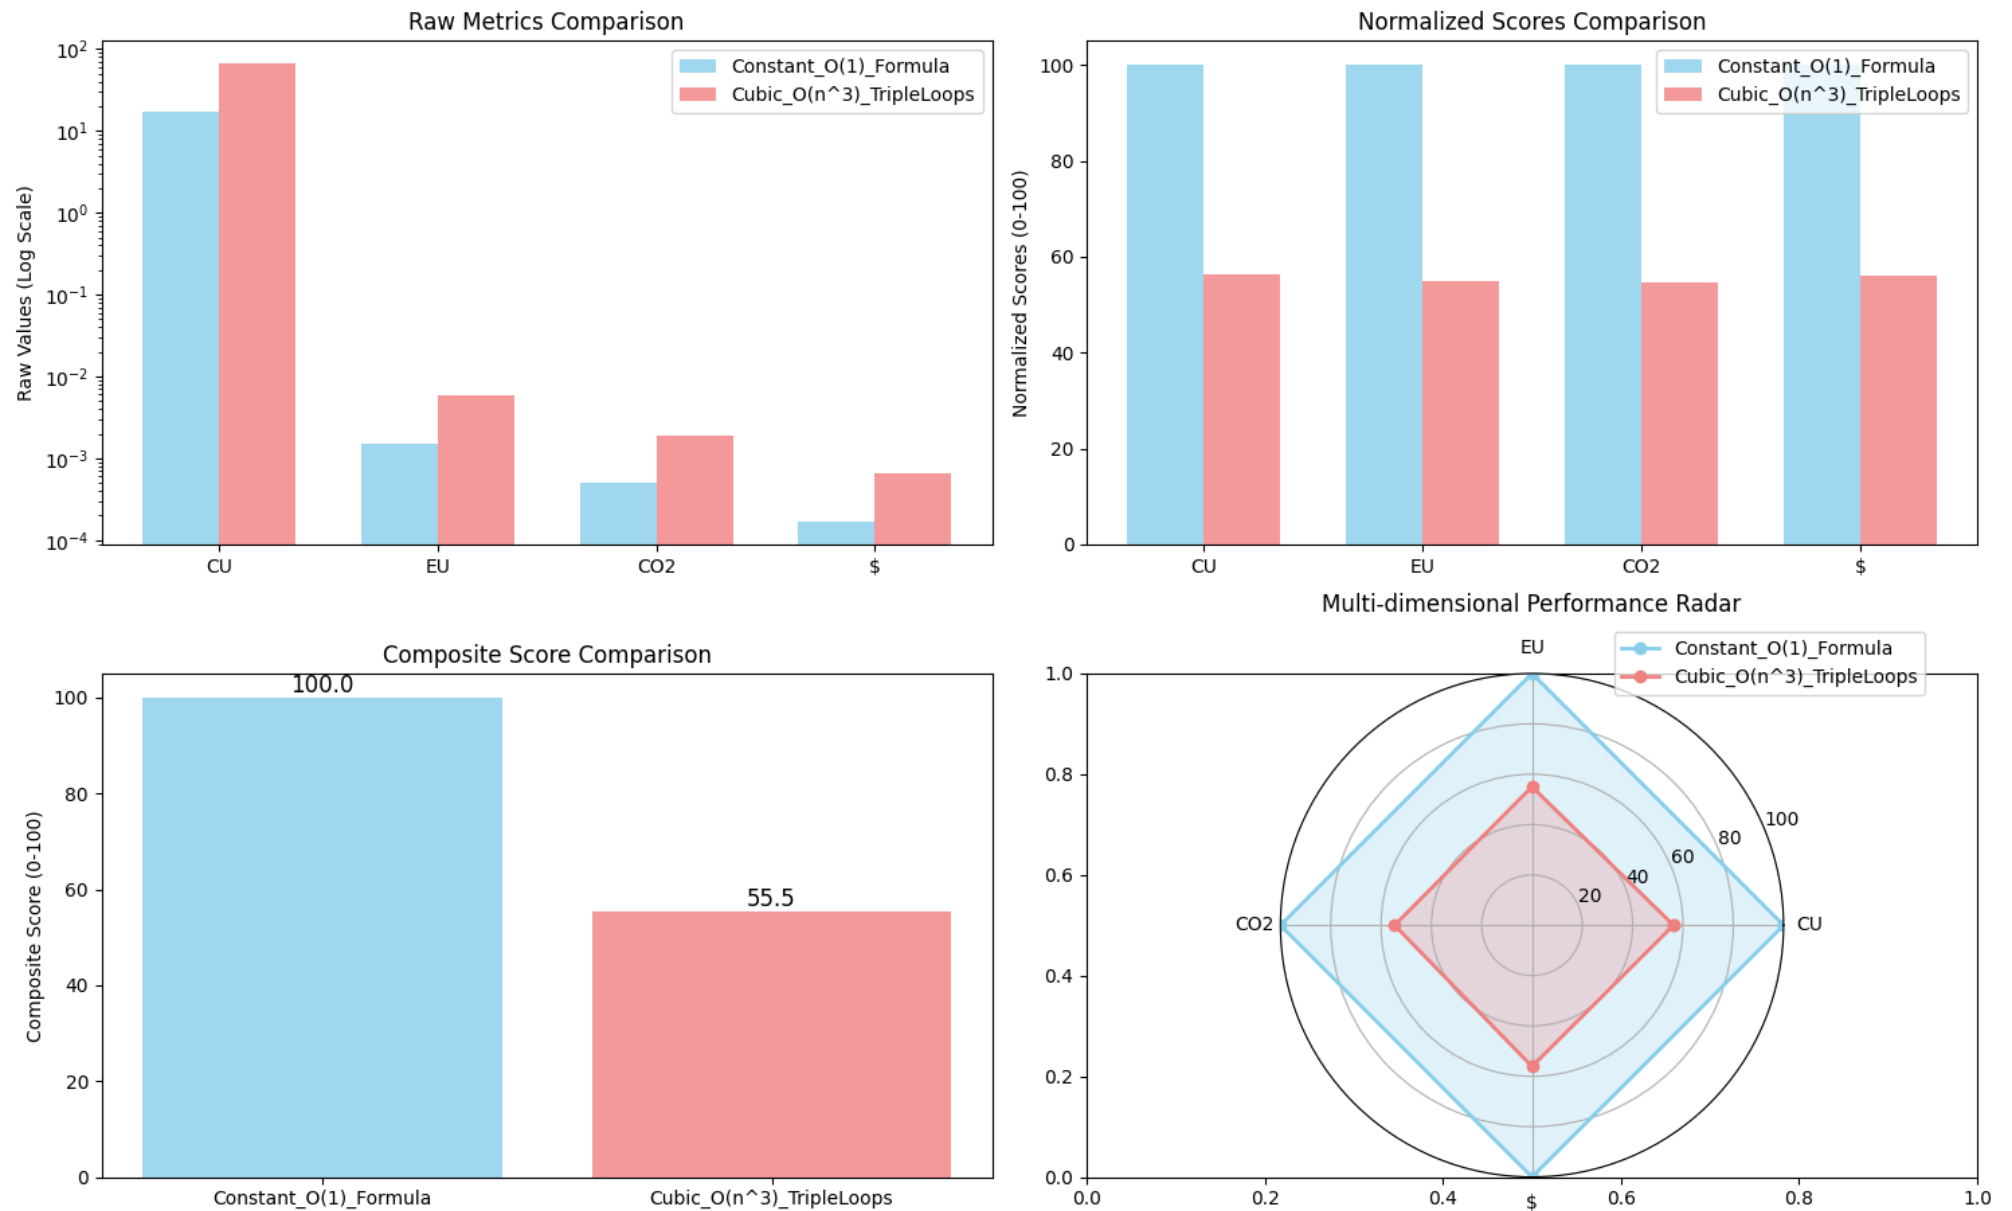 Raw Metrics Comparison
Raw Values (Log Scale)
10^2
10^1
10^0
10^-1
10^-2
10^-3
10^-4
CU
EU
CO2
$
Constant_O(1)_Formula
Cubic_O(n^3)_TripleLoops
Normalized Scores Comparison
Normalized Scores (0-100)
100
80
60
40
20
0
CU
EU
CO2
$
Constant_O(1)_Formula
Cubic_O(n^3)_TripleLoops
Composite Score Comparison
Composite Score (0-100)
100
80
60
40
20
0
100.0
55.5
Constant_O(1)_Formula
Cubic_O(n^3)_TripleLoops
Multi-dimensional Performance Radar
Constant_O(1)_Formula
Cubic_O(n^3)_TripleLoops
EU
CO2
CU
$
100
80
60
40
20
1.0
0.8
0.6
0.4
0.2
0.0
0.0
0.2
0.4
0.6
0.8
1.0